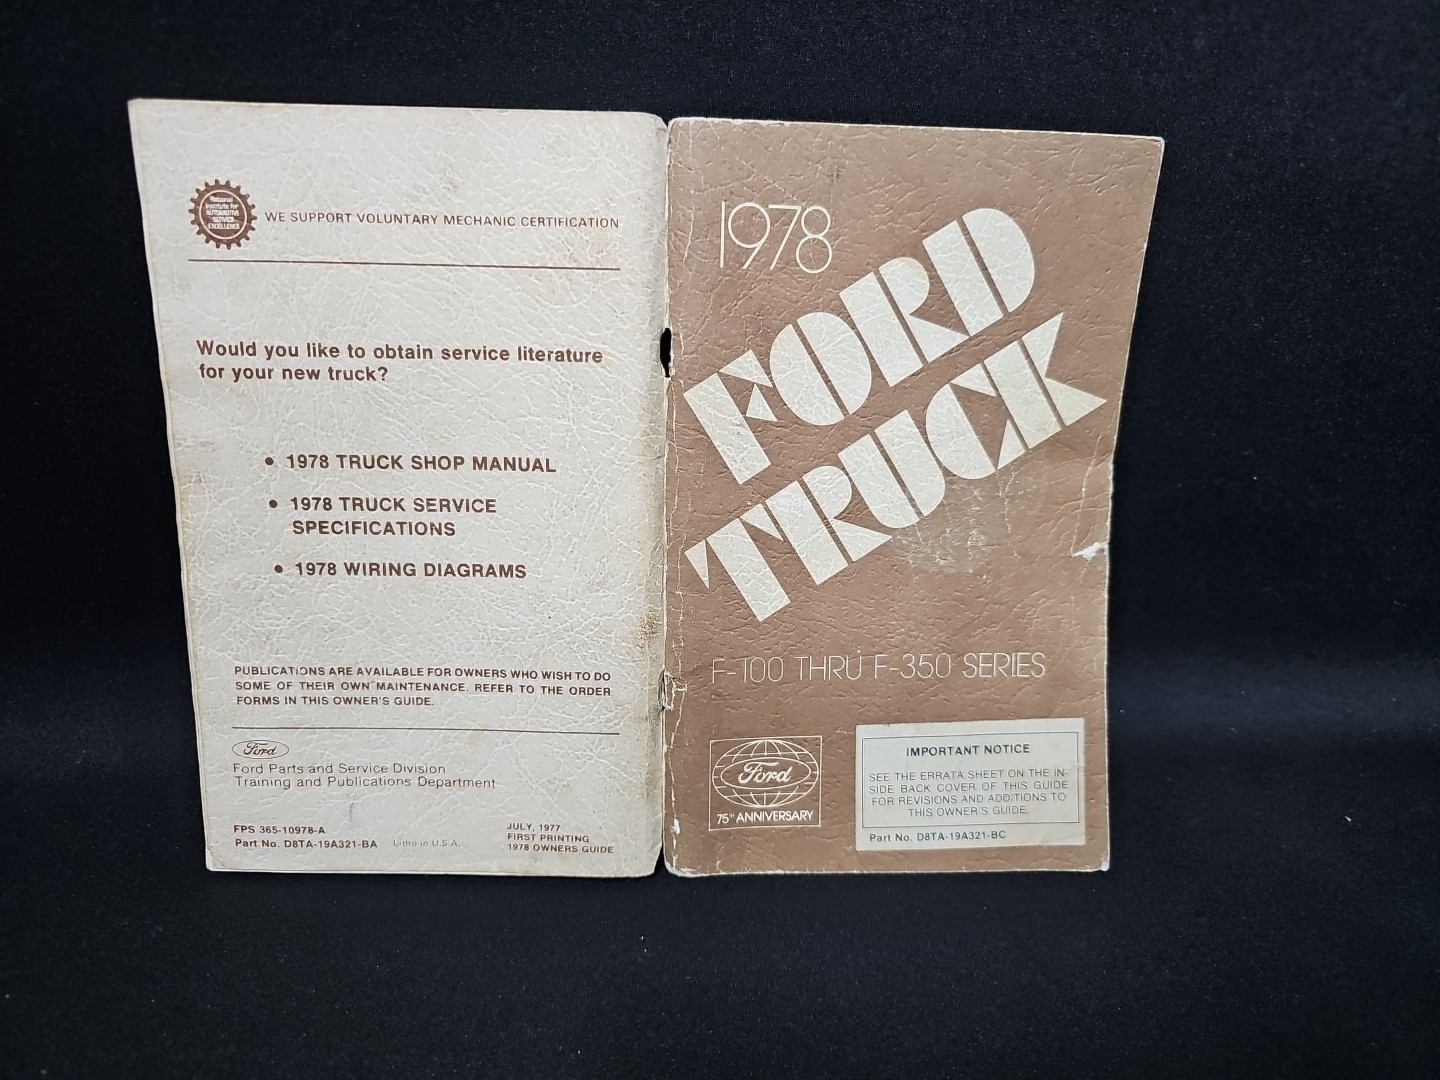 National
Institute for
AUTOMOTIVE
SERVICE
EXCELLENCE
WE SUPPORT VOLUNTARY MECHANIC CERTIFICATION
Would you like to obtain service literature
for your new truck?
• 1978 TRUCK SHOP MANUAL
• 1978 TRUCK SERVICE
SPECIFICATIONS
• 1978 WIRING DIAGRAMS
PUBLICATIONS ARE AVAILABLE FOR OWNERS WHO WISH TO DO
SOME OF THEIR OWN MAINTENANCE. REFER TO THE ORDER
FORMS IN THIS OWNER'S GUIDE.
Ford
Ford Parts and Service Division
Training and Publications Department
FPS 365-10978-A
Part No. D8TA-19A321-BA Litho in U.S.A.
JULY, 1977
FIRST PRINTING
1978 OWNERS GUIDE
1978
FORD
TRUCK
F-100 THRU F-350 SERIES
Ford
75TH ANNIVERSARY
IMPORTANT NOTICE
SEE THE ERRATA SHEET ON THE IN-
SIDE BACK COVER OF THIS GUIDE
FOR REVISIONS AND ADDITIONS TO
THIS OWNER'S GUIDE.
Part No. D8TA-19A321-BC